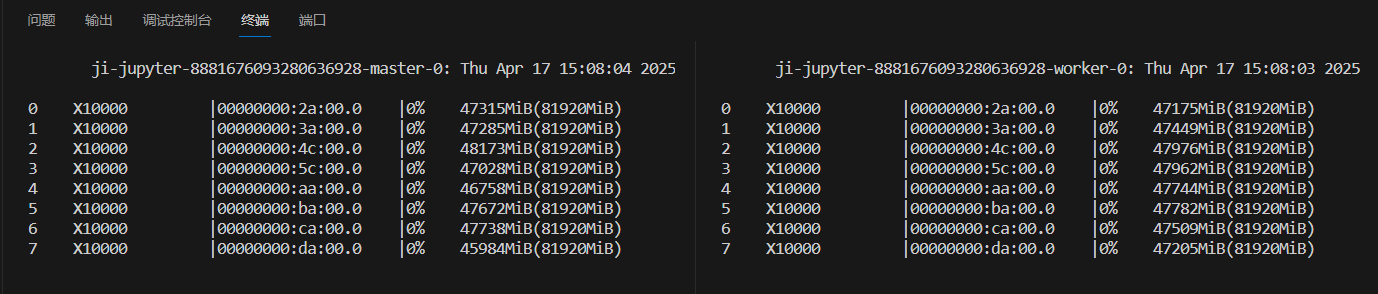 问题 输出 调试控制台 终端 端口
ji-jupyter-8881676093280636928-master-0: Thu Apr 17 15:08:04 2025
0 X10000 |00000000:2a:00.0 |0% 47315MiB(81920MiB)
1 X10000 |00000000:3a:00.0 |0% 47285MiB(81920MiB)
2 X10000 |00000000:4c:00.0 |0% 48173MiB(81920MiB)
3 X10000 |00000000:5c:00.0 |0% 47028MiB(81920MiB)
4 X10000 |00000000:aa:00.0 |0% 46758MiB(81920MiB)
5 X10000 |00000000:ba:00.0 |0% 47672MiB(81920MiB)
6 X10000 |00000000:ca:00.0 |0% 47738MiB(81920MiB)
7 X10000 |00000000:da:00.0 |0% 45984MiB(81920MiB)
ji-jupyter-8881676093280636928-worker-0: Thu Apr 17 15:08:03 2025
0 X10000 |00000000:2a:00.0 |0% 47175MiB(81920MiB)
1 X10000 |00000000:3a:00.0 |0% 47449MiB(81920MiB)
2 X10000 |00000000:4c:00.0 |0% 47976MiB(81920MiB)
3 X10000 |00000000:5c:00.0 |0% 47962MiB(81920MiB)
4 X10000 |00000000:aa:00.0 |0% 47744MiB(81920MiB)
5 X10000 |00000000:ba:00.0 |0% 47782MiB(81920MiB)
6 X10000 |00000000:ca:00.0 |0% 47509MiB(81920MiB)
7 X10000 |00000000:da:00.0 |0% 47205MiB(81920MiB)